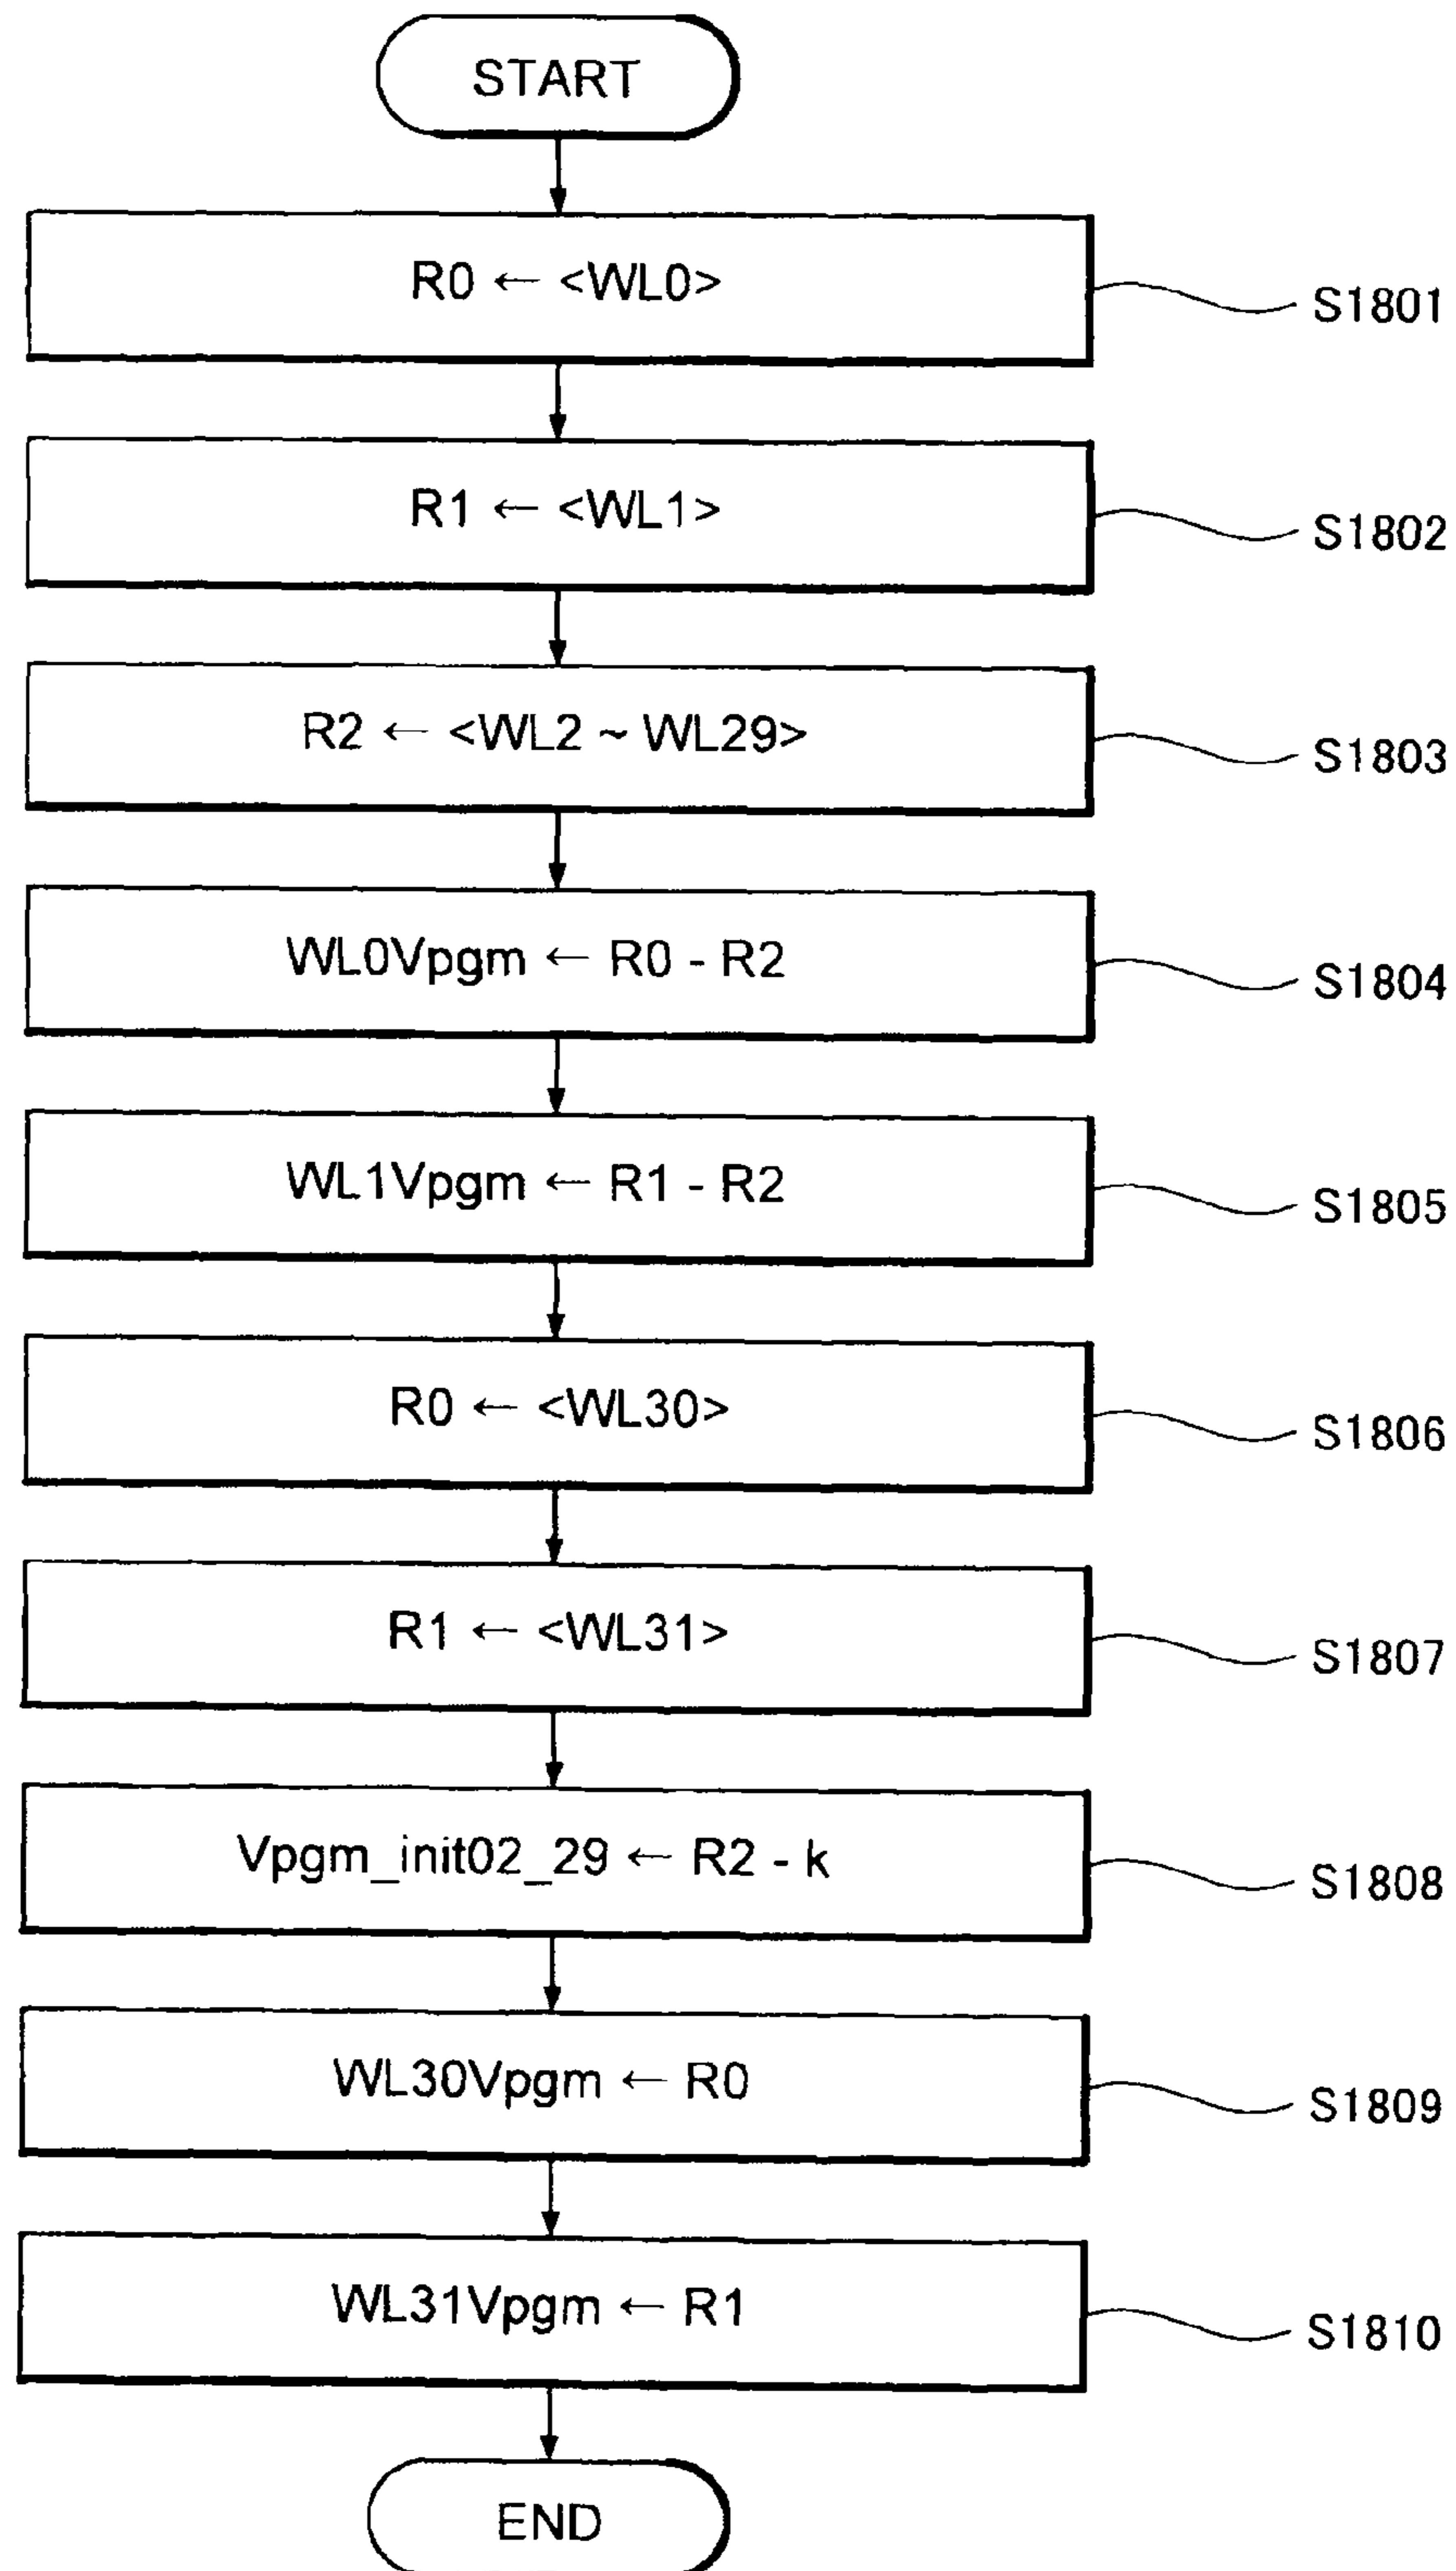 START
R0 ← <WL0>
S1801
R1 ← <WL1>
S1802
R2 ← <WL2 ~ WL29>
S1803
WL0Vpgm ← R0 - R2
S1804
WL1Vpgm ← R1 - R2
S1805
R0 ← <WL30>
S1806
R1 ← <WL31>
S1807
Vpgm_init02_29 ← R2 - k
S1808
WL30Vpgm ← R0
S1809
WL31Vpgm ← R1
S1810
END